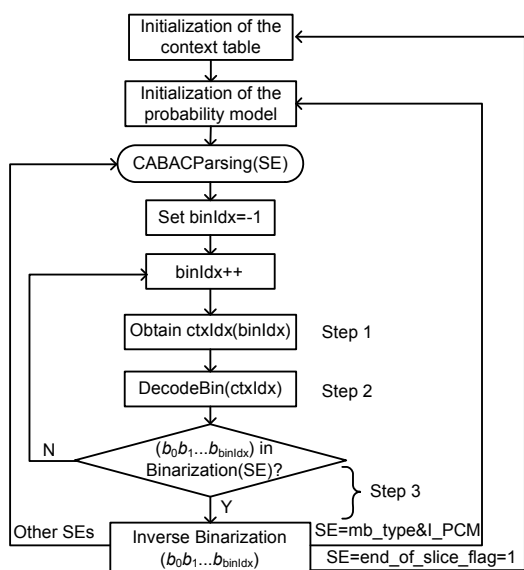 Initialization of the
context table
Initialization of the
probability model
CABACParsing(SE)
Set binIdx=-1
binIdx++
Obtain ctxIdx(binIdx)
Step 1
DecodeBin(ctxIdx)
Step 2
N
(b0b1...bbinIdx) in
Binarization(SE)?
Step 3
Y
Other SEs
Inverse Binarization
(b0b1...bbinIdx)
SE=mb_type&I_PCM
SE=end_of_slice_flag=1